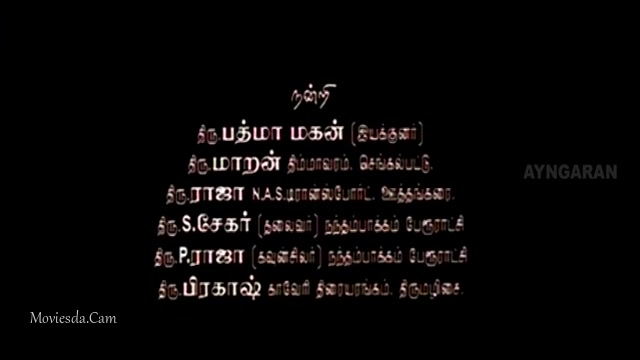 நன்றி
திரு.பத்மா மகன் (இயக்குனர்)
திரு.மாறன் திம்மாவரம், செங்கல்பட்டு.
திரு.ராஜா N.A.S.டிரான்ஸ்போர்ட், ஊத்தங்கரை.
திரு.S.சேகர் (தலைவர்) நந்தம்பாக்கம் பேரூராட்சி
திரு.P.ராஜா (கவுன்சிலர்) நந்தம்பாக்கம் பேரூராட்சி
திரு.பிரகாஷ் காவேரி திரையரங்கம், திருமழிசை.
AYNGARAN
Moviesda.Cam